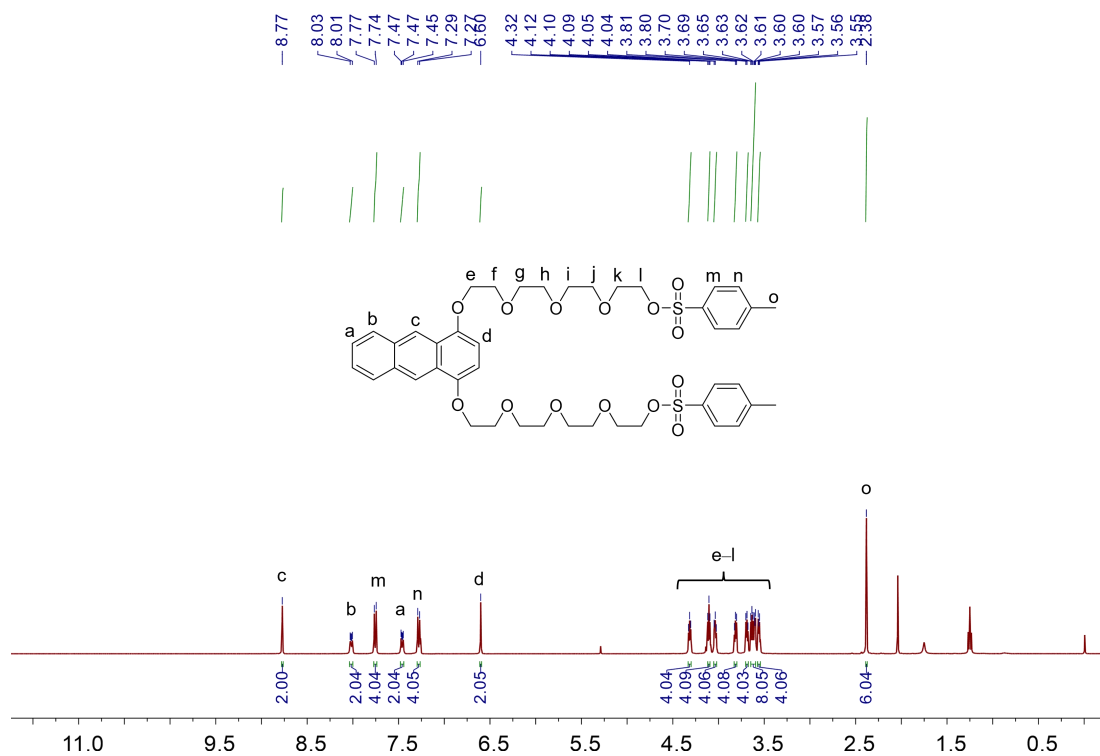 8.77 8.03 8.01 7.77 7.74 7.47 7.47 7.45 7.29 7.27 6.60 4.32 4.12 4.10 4.09 4.05 4.04 3.81 3.80 3.70 3.69 3.65 3.63 3.62 3.61 3.60 3.60 3.57 3.56 3.55 2.38
e f g h i j k l m n o
O O O O O S O O
a b c d
O O O O O S O O
o
e–l
c b m a n d
2.00 2.04 4.04 2.04 4.05 2.05 4.04 4.09 4.06 4.08 4.03 8.05 4.06 6.04
11.0 9.5 8.5 7.5 6.5 5.5 4.5 3.5 2.5 1.5 0.5